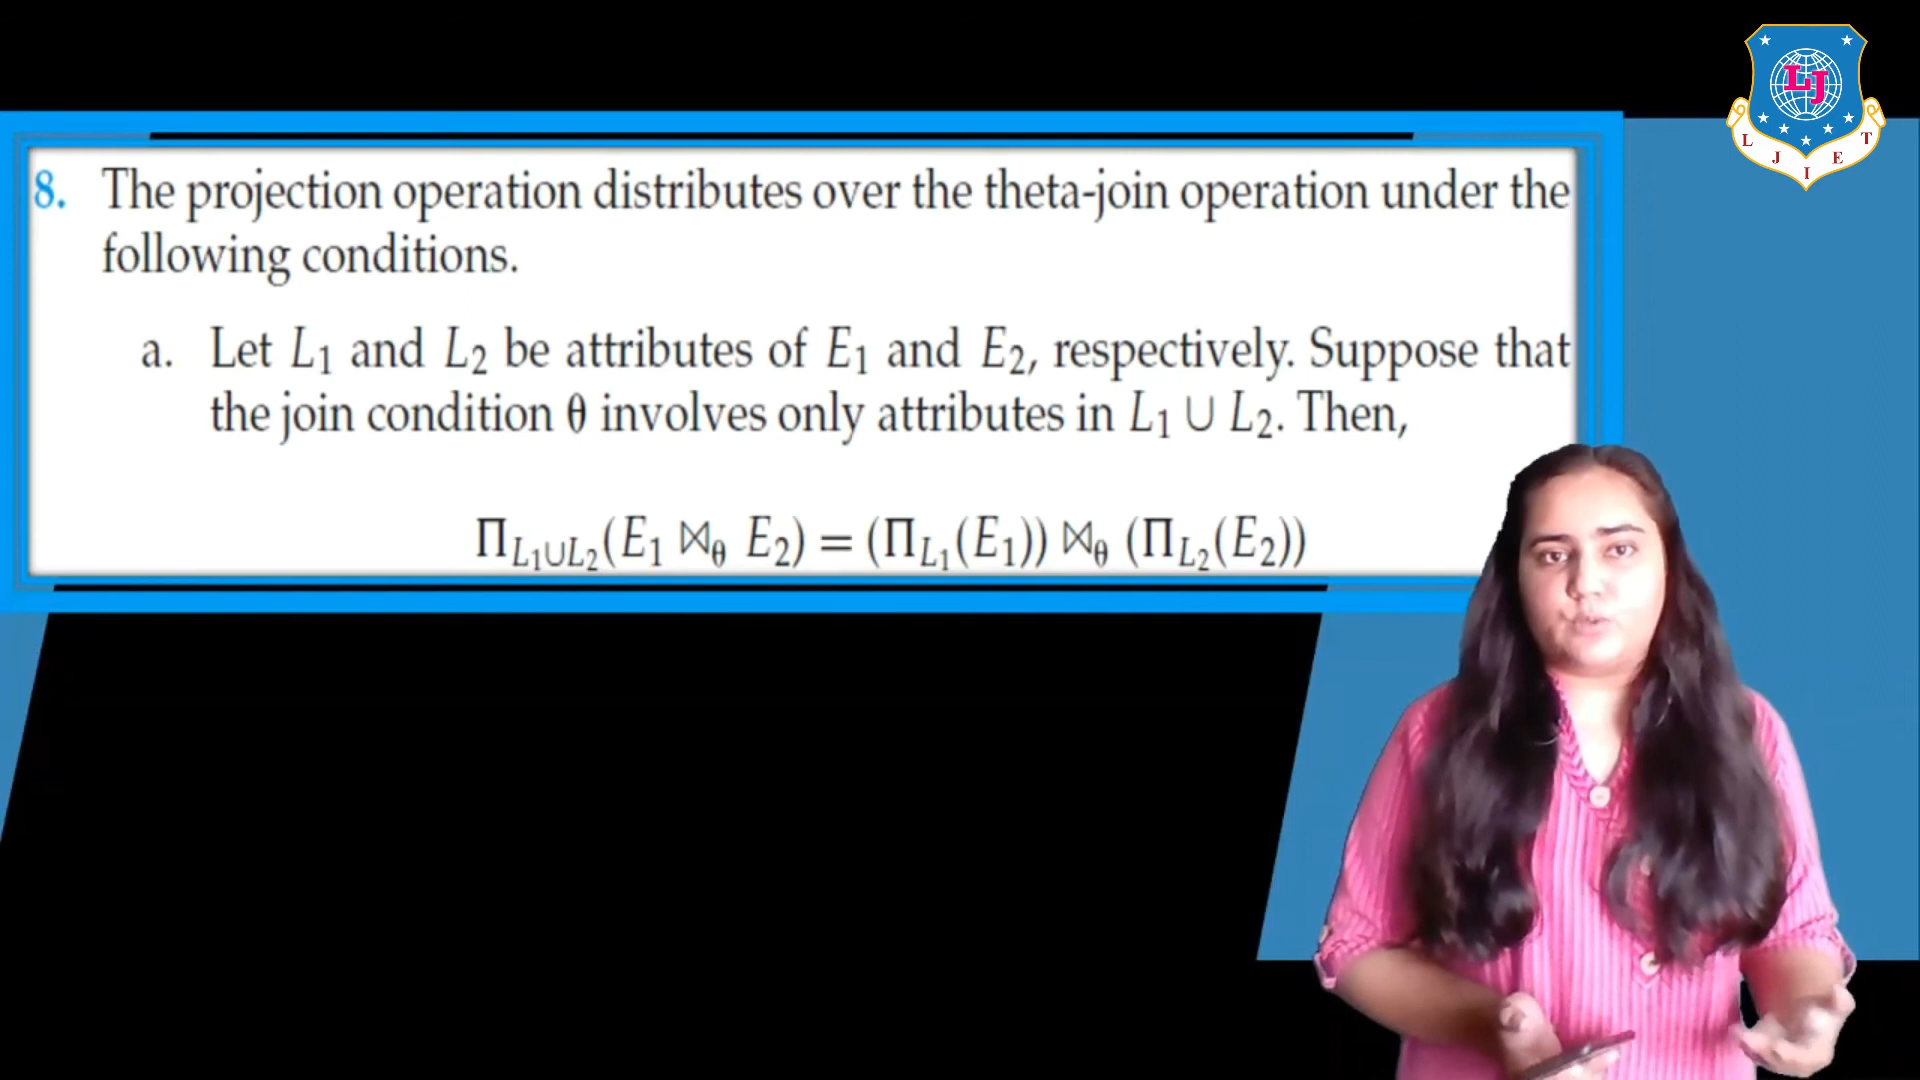 8. The projection operation distributes over the theta-join operation under the
following conditions.
a. Let L₁ and L₂ be attributes of E₁ and E₂, respectively. Suppose that
the join condition θ involves only attributes in L₁ ∪ L₂. Then,
Π_{L₁∪L₂}(E₁ ⋈_θ E₂) = (Π_{L₁}(E₁)) ⋈_θ (Π_{L₂}(E₂))
LJ
L J I E T